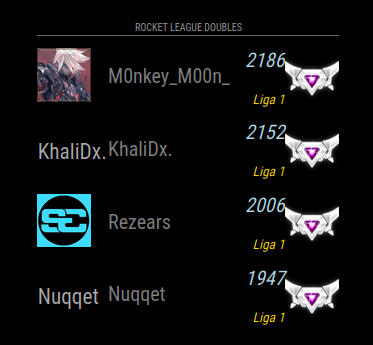 ROCKET LEAGUE DOUBLES
M0nkey_M00n_
2186
Liga 1
KhaliDx.
KhaliDx.
2152
Liga 1
SE
Rezears
2006
Liga 1
Nuqqet
Nuqqet
1947
Liga 1